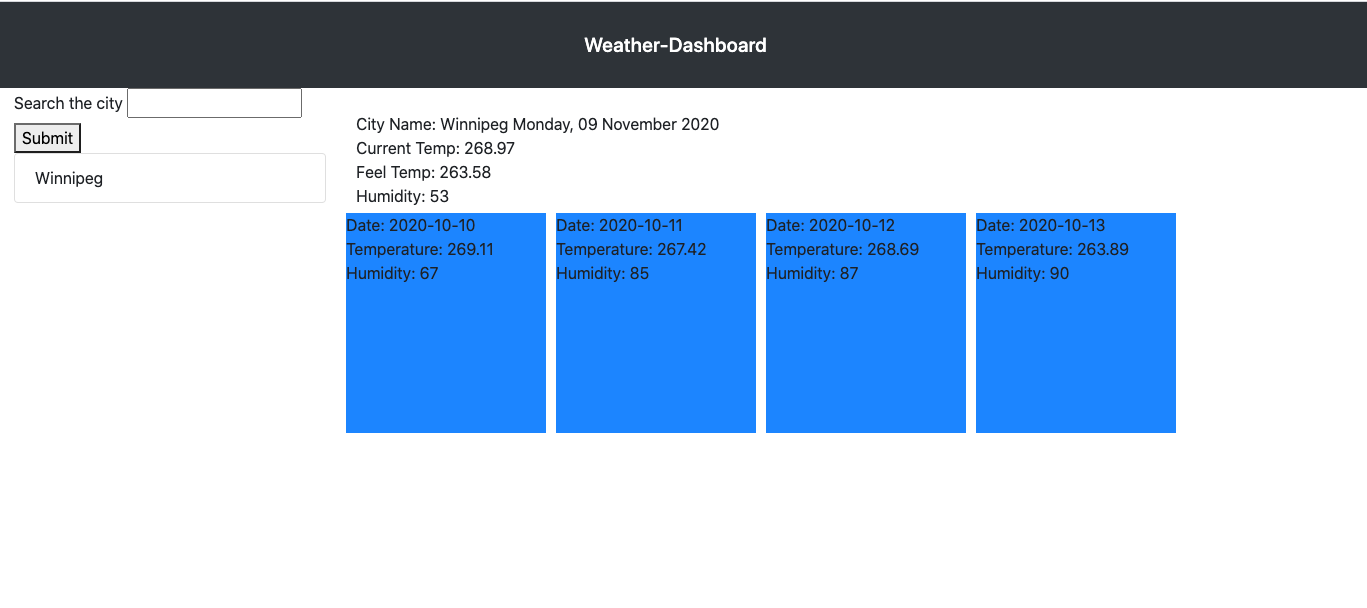 Weather-Dashboard
Search the city
Submit
Winnipeg
City Name: Winnipeg Monday, 09 November 2020
Current Temp: 268.97
Feel Temp: 263.58
Humidity: 53
Date: 2020-10-10
Temperature: 269.11
Humidity: 67
Date: 2020-10-11
Temperature: 267.42
Humidity: 85
Date: 2020-10-12
Temperature: 268.69
Humidity: 87
Date: 2020-10-13
Temperature: 263.89
Humidity: 90